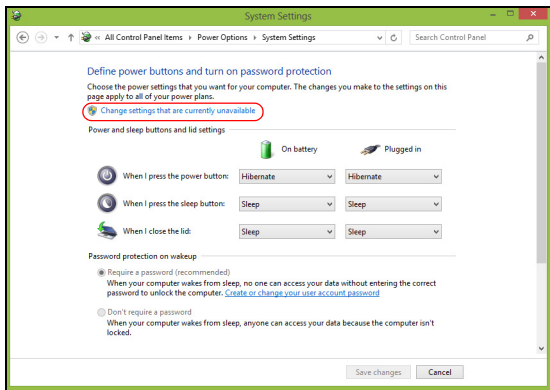 System Settings
« All Control Panel Items › Power Options › System Settings
Search Control Panel
Define power buttons and turn on password protection
Choose the power settings that you want for your computer. The changes you make to the settings on this
page apply to all of your power plans.
Change settings that are currently unavailable
Power and sleep buttons and lid settings
On battery Plugged in
When I press the power button: Hibernate Hibernate
When I press the sleep button: Sleep Sleep
When I close the lid: Sleep Sleep
Password protection on wakeup
Require a password (recommended)
When your computer wakes from sleep, no one can access your data without entering the correct
password to unlock the computer. Create or change your user account password
Don't require a password
When your computer wakes from sleep, anyone can access your data because the computer isn't
locked.
Save changes Cancel